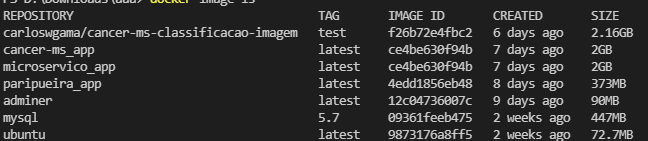 PS D:\Downloads\aaa> docker image ls
REPOSITORY TAG IMAGE ID CREATED SIZE
carloswgama/cancer-ms-classificacao-imagem test f26b72e4fbc2 6 days ago 2.16GB
cancer-ms_app latest ce4be630f94b 7 days ago 2GB
microservico_app latest ce4be630f94b 7 days ago 2GB
paripueira_app latest 4edd1856eb48 8 days ago 373MB
adminer latest 12c04736007c 9 days ago 90MB
mysql 5.7 09361feeb475 2 weeks ago 447MB
ubuntu latest 9873176a8ff5 2 weeks ago 72.7MB